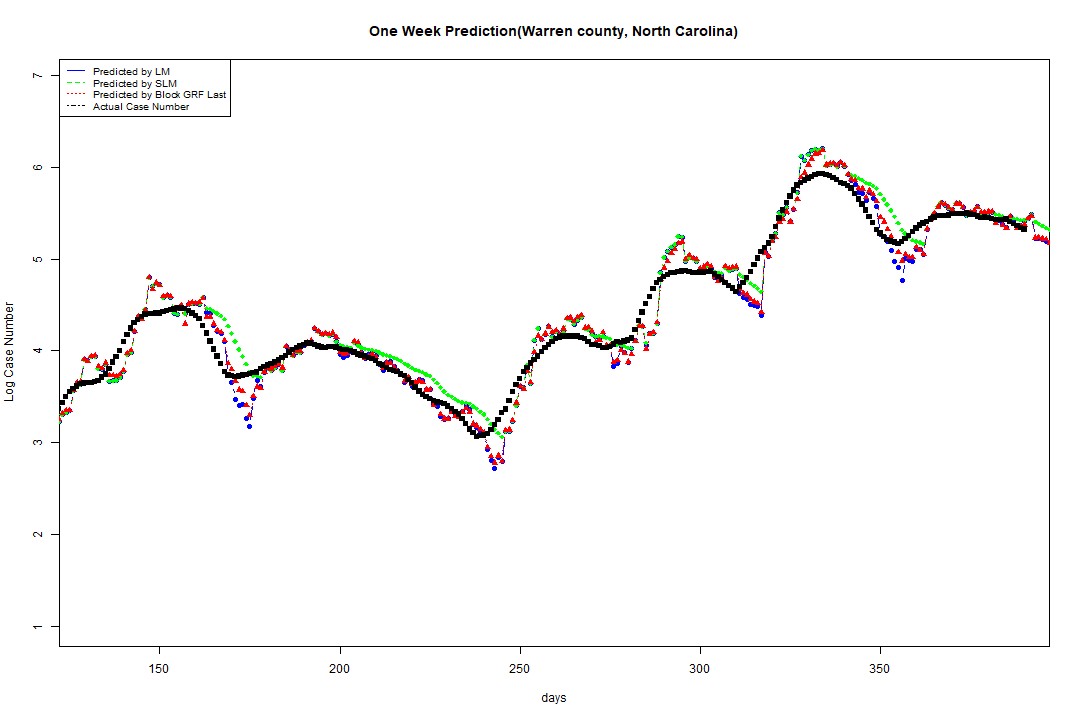 One Week Prediction(Warren county, North Carolina)
Predicted by LM
Predicted by SLM
Predicted by Block GRF Last
Actual Case Number
Log Case Number
7
6
5
4
3
2
1
150 200 250 300 350
days